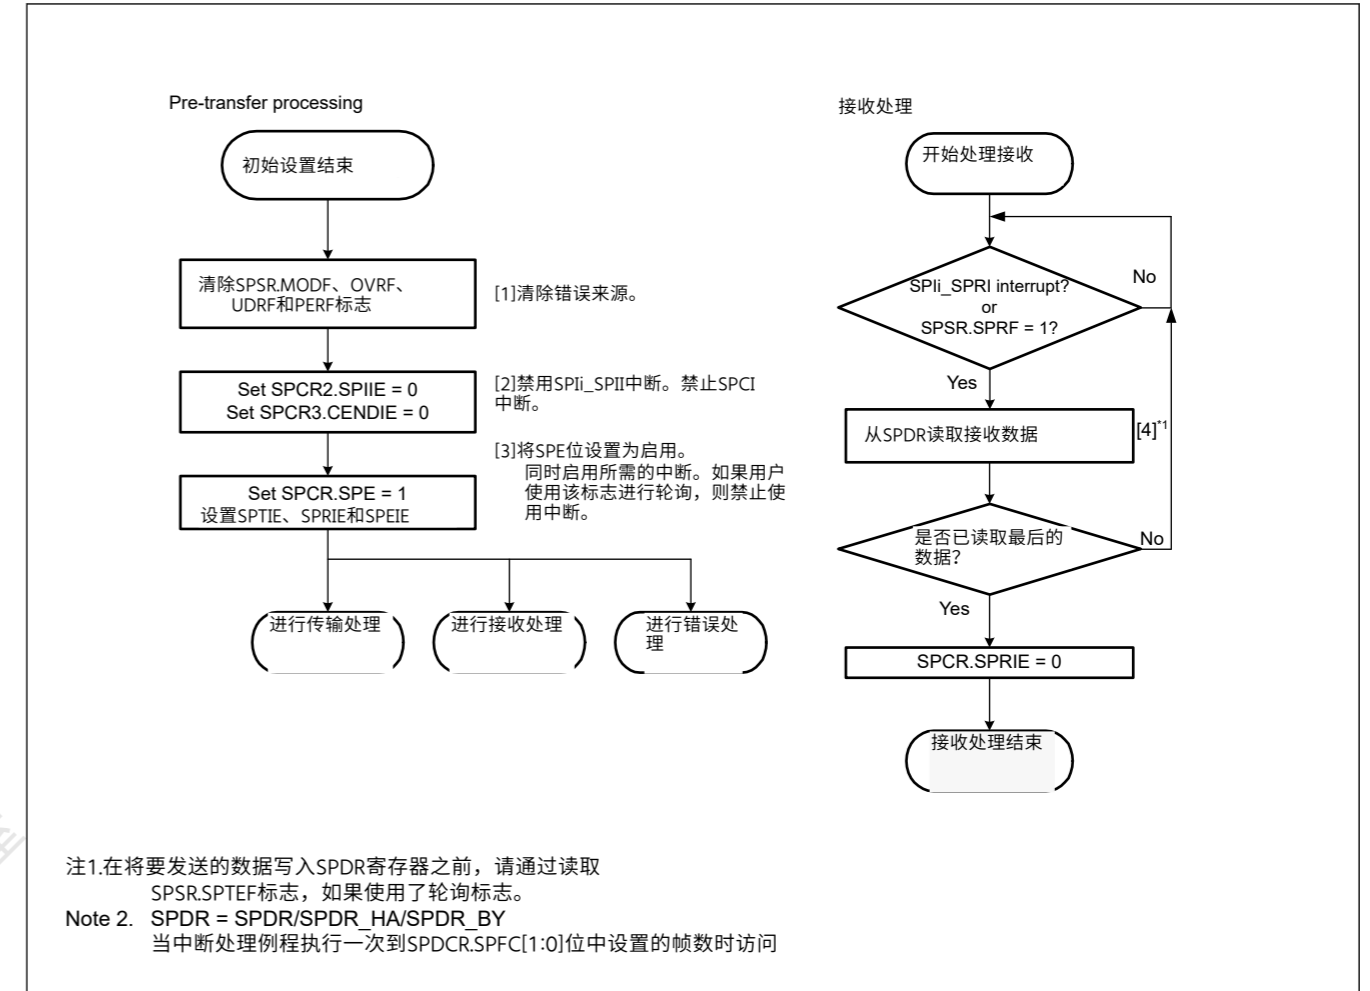 Pre-transfer processing
初始设置结束
清除SPSR.MODF、OVRF、
UDRF和PERF标志
[1]清除错误来源。
Set SPCR2.SPIIE = 0
Set SPCR3.CENDIE = 0
[2]禁用SPIi_SPII中断。禁止SPCI
中断。
Set SPCR.SPE = 1
设置SPTIE、SPRIE和SPEIE
[3]将SPE位设置为启用。
同时启用所需的中断。如果用户
使用该标志进行轮询，则禁止使
用中断。
进行传输处理
进行接收处理
进行错误处
理
接收处理
开始处理接收
SPIi_SPRI interrupt?
or
SPSR.SPRF = 1?
No
Yes
从SPDR读取接收数据
[4]*1
是否已读取最后的
数据？
No
Yes
SPCR.SPRIE = 0
接收处理结束
注1.在将要发送的数据写入SPDR寄存器之前，请通过读取
SPSR.SPTEF标志，如果使用了轮询标志。
Note 2. SPDR = SPDR/SPDR_HA/SPDR_BY
当中断处理例程执行一次到SPDCR.SPFC[1:0]位中设置的帧数时访问